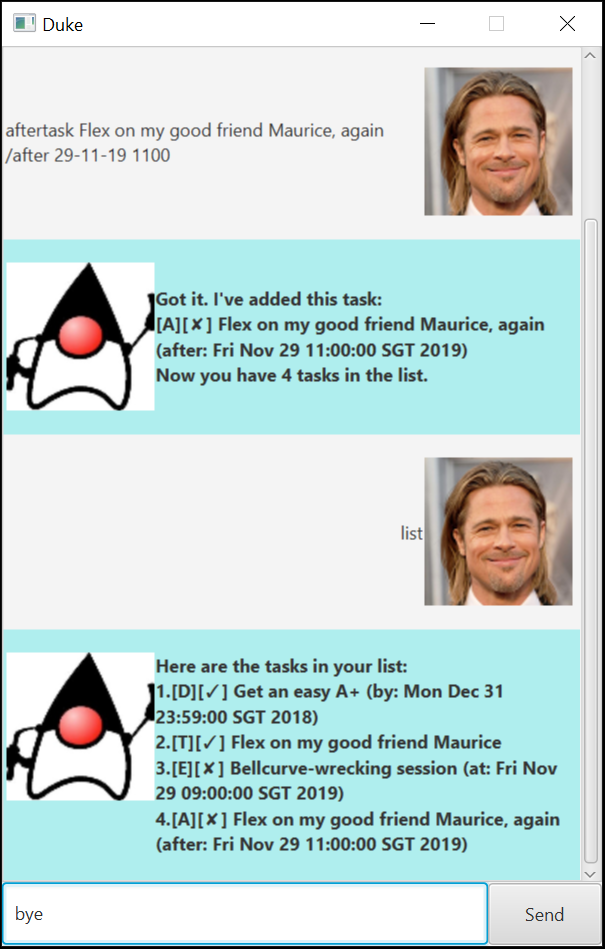 Duke
aftertask Flex on my good friend Maurice, again
/after 29-11-19 1100
Got it. I've added this task:
[A][✘] Flex on my good friend Maurice, again
(after: Fri Nov 29 11:00:00 SGT 2019)
Now you have 4 tasks in the list.
list
Here are the tasks in your list:
1.[D][✓] Get an easy A+ (by: Mon Dec 31
23:59:00 SGT 2018)
2.[T][✓] Flex on my good friend Maurice
3.[E][✘] Bellcurve-wrecking session (at: Fri Nov
29 09:00:00 SGT 2019)
4.[A][✘] Flex on my good friend Maurice, again
(after: Fri Nov 29 11:00:00 SGT 2019)
bye
Send